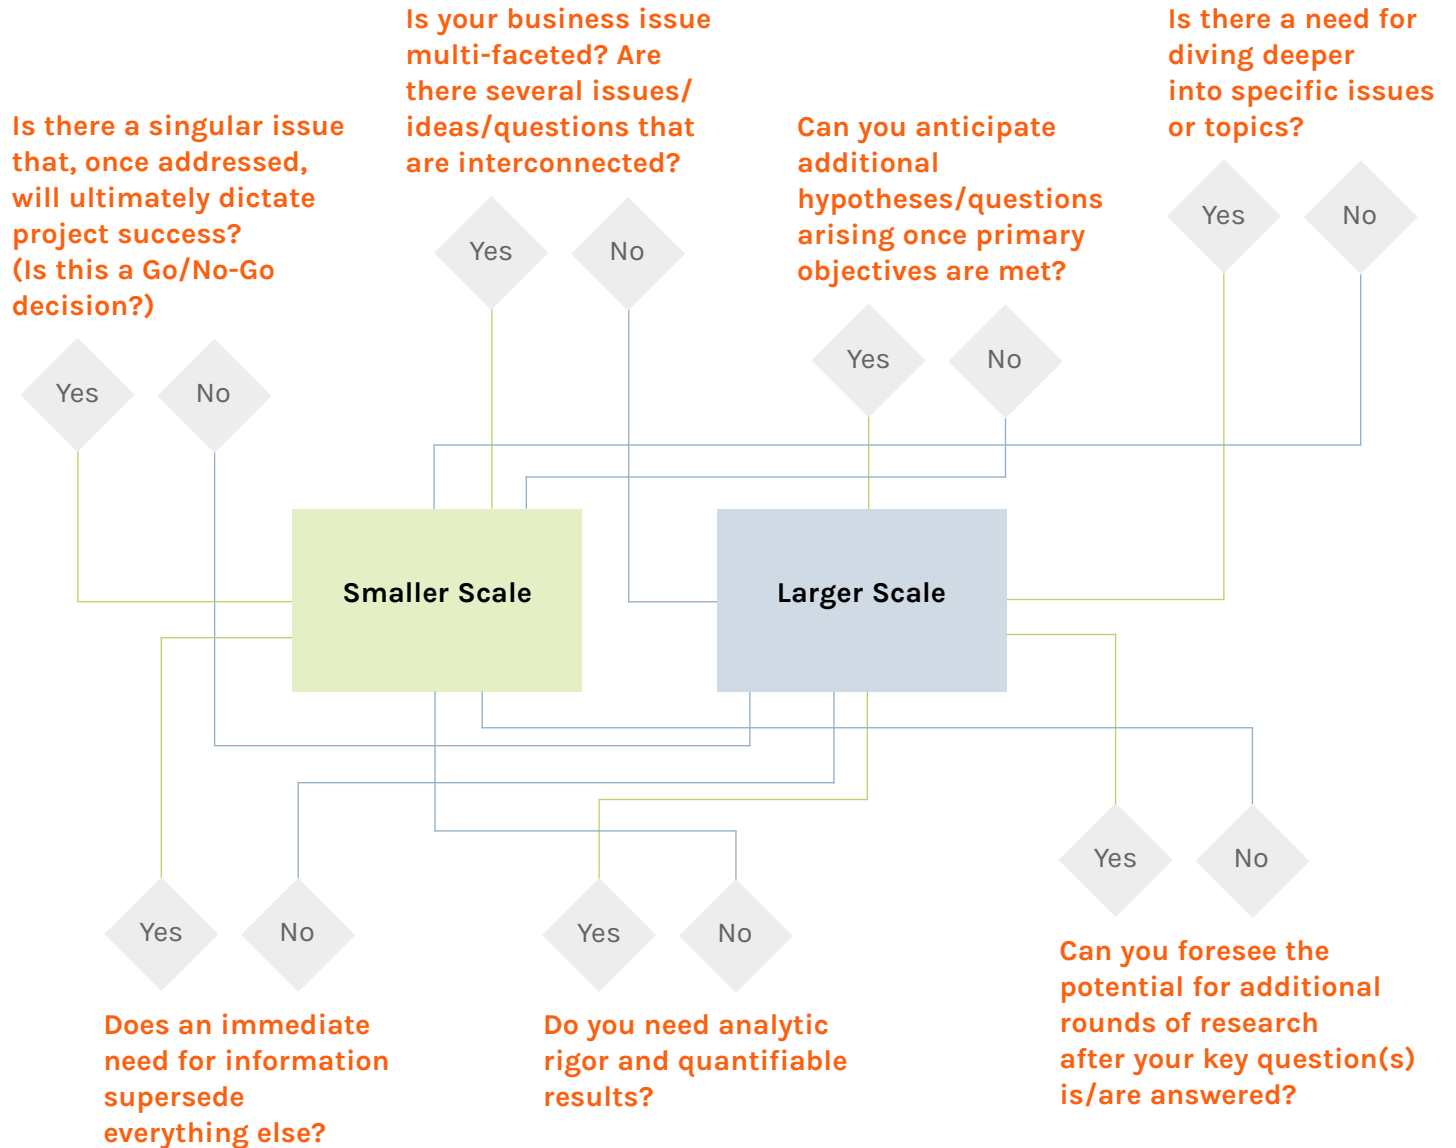 Is there a singular issue
that, once addressed,
will ultimately dictate
project success?
(Is this a Go/No-Go
decision?)
Yes
No
Is your business issue
multi-faceted? Are
there several issues/
ideas/questions that
are interconnected?
Yes
No
Can you anticipate
additional
hypotheses/questions
arising once primary
objectives are met?
Yes
No
Is there a need for
diving deeper
into specific issues
or topics?
Yes
No
Smaller Scale
Larger Scale
Yes
No
Does an immediate
need for information
supersede
everything else?
Yes
No
Do you need analytic
rigor and quantifiable
results?
Yes
No
Can you foresee the
potential for additional
rounds of research
after your key question(s)
is/are answered?